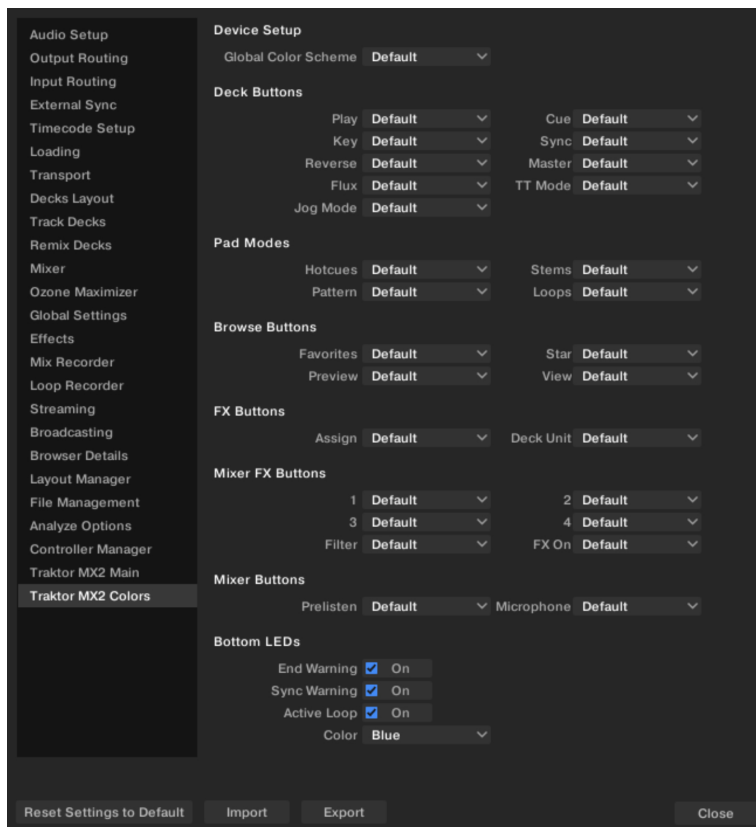 Audio Setup
Output Routing
Input Routing
External Sync
Timecode Setup
Loading
Transport
Decks Layout
Track Decks
Remix Decks
Mixer
Ozone Maximizer
Global Settings
Effects
Mix Recorder
Loop Recorder
Streaming
Broadcasting
Browser Details
Layout Manager
File Management
Analyze Options
Controller Manager
Traktor MX2 Main
Traktor MX2 Colors
Device Setup
Global Color Scheme Default
Deck Buttons
Play Default Cue Default
Key Default Sync Default
Reverse Default Master Default
Flux Default TT Mode Default
Jog Mode Default
Pad Modes
Hotcues Default Stems Default
Pattern Default Loops Default
Browse Buttons
Favorites Default Star Default
Preview Default View Default
FX Buttons
Assign Default Deck Unit Default
Mixer FX Buttons
1 Default 2 Default
3 Default 4 Default
Filter Default FX On Default
Mixer Buttons
Prelisten Default Microphone Default
Bottom LEDs
End Warning On
Sync Warning On
Active Loop On
Color Blue
Reset Settings to Default Import Export Close